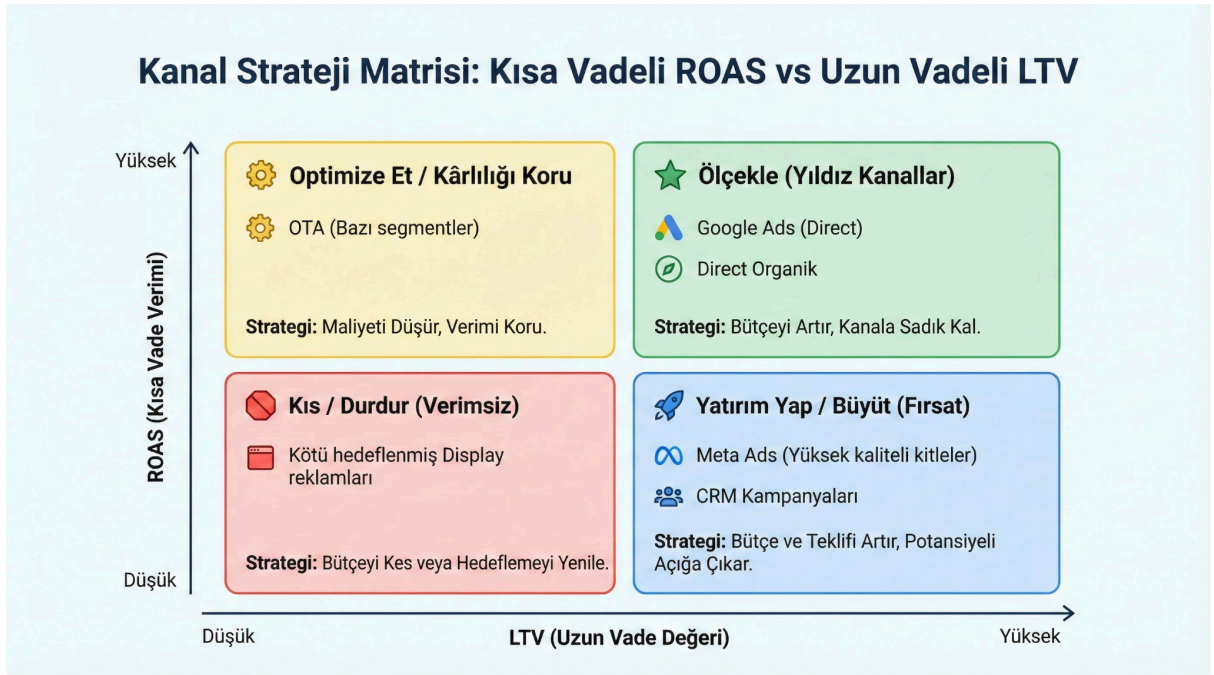 Kanal Strateji Matrisi: Kısa Vadeli ROAS vs Uzun Vadeli LTV
Yüksek
ROAS (Kısa Vade Verimi)
Düşük
Optimize Et / Kârlılığı Koru
OTA (Bazı segmentler)
Strategi: Maliyeti Düşür, Verimi Koru.
Ölçekle (Yıldız Kanallar)
Google Ads (Direct)
Direct Organik
Strategi: Bütçeyi Artır, Kanala Sadık Kal.
Kıs / Durdur (Verimsiz)
Kötü hedeflenmiş Display
reklamları
Strategi: Bütçeyi Kes veya Hedeflemeyi Yenile.
Yatırım Yap / Büyüt (Fırsat)
Meta Ads (Yüksek kaliteli kitleler)
CRM Kampanyaları
Strategi: Bütçe ve Teklifi Artır, Potansiyeli
Açığa Çıkar.
Düşük
LTV (Uzun Vade Değeri)
Yüksek